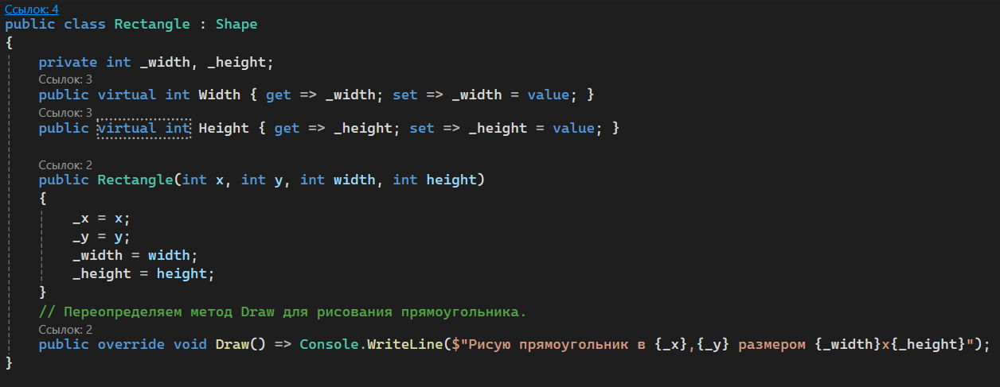 Ссылок: 4
public class Rectangle : Shape
{
private int _width, _height;
Ссылок: 3
public virtual int Width { get => _width; set => _width = value; }
Ссылок: 3
public virtual int Height { get => _height; set => _height = value; }
Ссылок: 2
public Rectangle(int x, int y, int width, int height)
{
_x = x;
_y = y;
_width = width;
_height = height;
}
// Переопределяем метод Draw для рисования прямоугольника.
Ссылок: 2
public override void Draw() => Console.WriteLine($"Рисую прямоугольник в {_x},{_y} размером {_width}x{_height}");
}